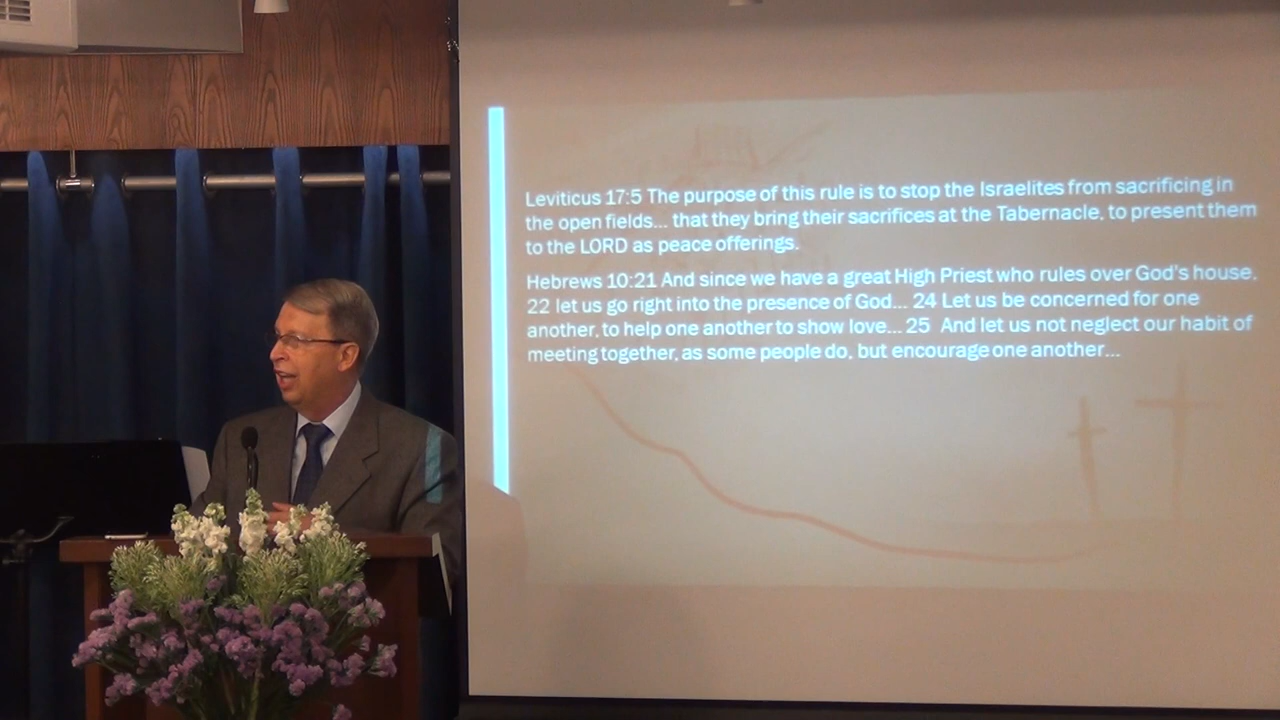 Leviticus 17:5 The purpose of this rule is to stop the Israelites from sacrificing in
the open fields... that they bring their sacrifices at the Tabernacle, to present them
to the LORD as peace offerings.
Hebrews 10:21 And since we have a great High Priest who rules over God's house,
22 let us go right into the presence of God... 24 Let us be concerned for one
another, to help one another to show love... 25 And let us not neglect our habit of
meeting together, as some people do, but encourage one another...